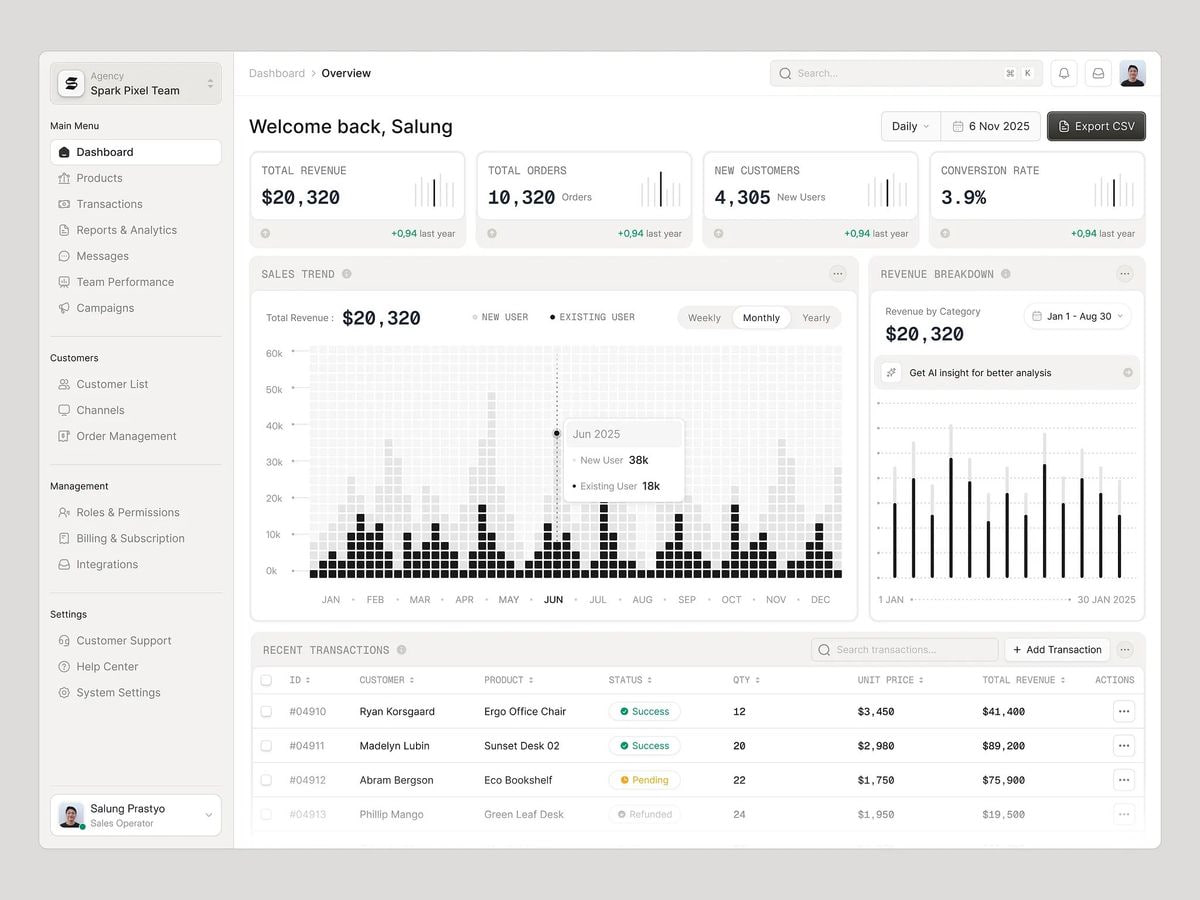 Agency
Spark Pixel Team
Main Menu
Dashboard
Products
Transactions
Reports & Analytics
Messages
Team Performance
Campaigns
Customers
Customer List
Channels
Order Management
Management
Roles & Permissions
Billing & Subscription
Integrations
Settings
Customer Support
Help Center
System Settings
Salung Prastyo
Sales Operator
Dashboard > Overview
Search... ⌘ K
Welcome back, Salung
Daily 6 Nov 2025 Export CSV
TOTAL REVENUE
$20,320
+0,94 last year
TOTAL ORDERS
10,320 Orders
+0,94 last year
NEW CUSTOMERS
4,305 New Users
+0,94 last year
CONVERSION RATE
3.9%
+0,94 last year
SALES TREND
Total Revenue : $20,320 NEW USER EXISTING USER Weekly Monthly Yearly
60k
50k
40k
30k
20k
10k
0k
Jun 2025
New User 38k
Existing User 18k
JAN FEB MAR APR MAY JUN JUL AUG SEP OCT NOV DEC
REVENUE BREAKDOWN
Revenue by Category
$20,320
Jan 1 - Aug 30
Get AI insight for better analysis
1 JAN 30 JAN 2025
RECENT TRANSACTIONS Search transactions... + Add Transaction
ID CUSTOMER PRODUCT STATUS QTY UNIT PRICE TOTAL REVENUE ACTIONS
#04910 Ryan Korsgaard Ergo Office Chair Success 12 $3,450 $41,400
#04911 Madelyn Lubin Sunset Desk 02 Success 20 $2,980 $89,200
#04912 Abram Bergson Eco Bookshelf Pending 22 $1,750 $75,900
#04913 Phillip Mango Green Leaf Desk Refunded 24 $1,950 $19,500